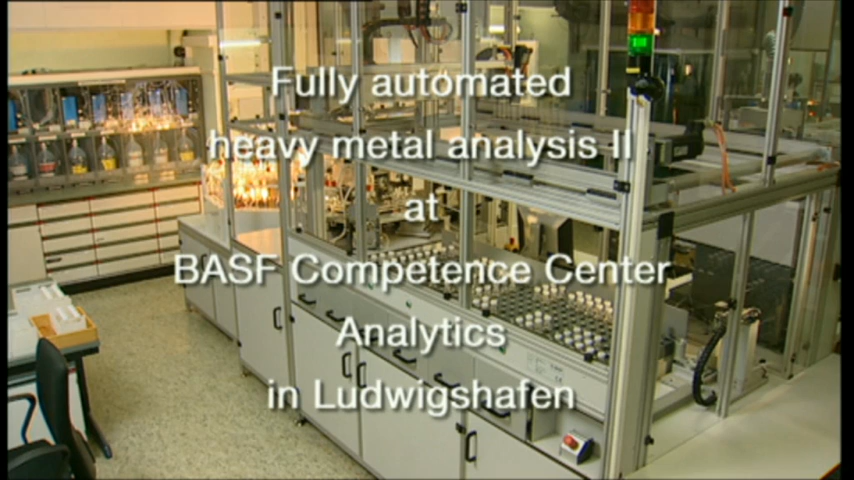 Fully automated
heavy metal analysis II
at
BASF Competence Center
Analytics
in Ludwigshafen